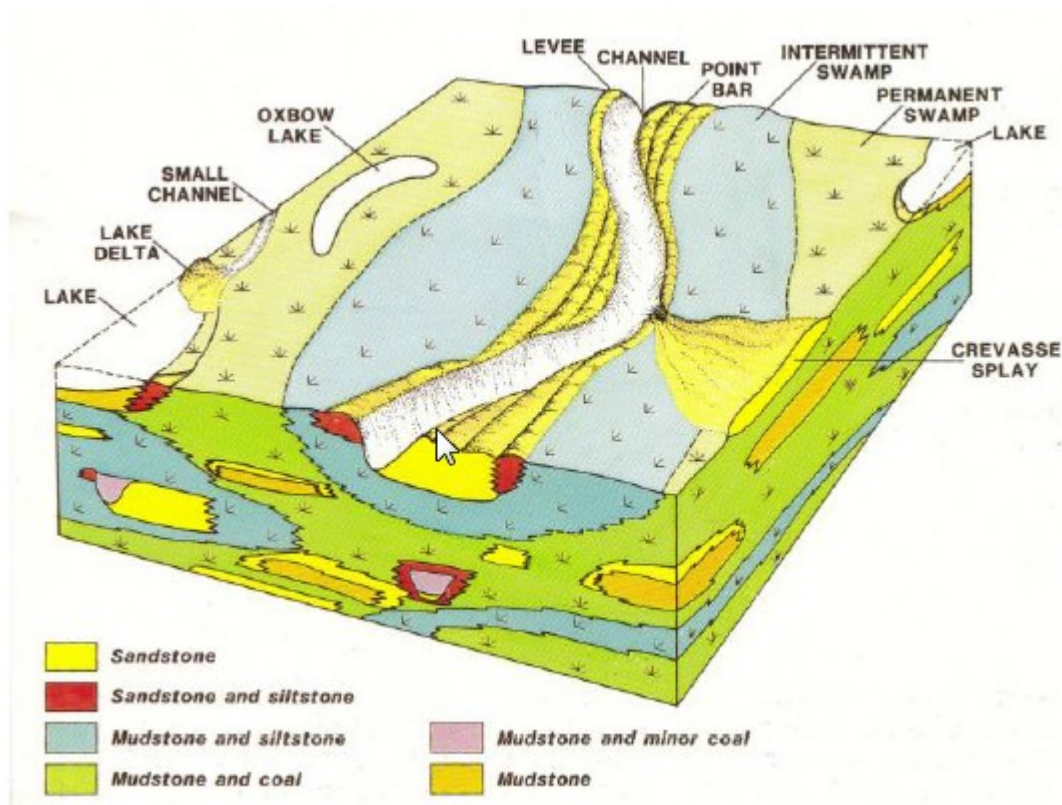 LEVEE
CHANNEL
POINT
BAR
INTERMITTENT
SWAMP
PERMANENT
SWAMP
LAKE
OXBOW
LAKE
SMALL
CHANNEL
LAKE
DELTA
LAKE
CREVASSE
SPLAY
Sandstone
Sandstone and siltstone
Mudstone and siltstone
Mudstone and coal
Mudstone and minor coal
Mudstone